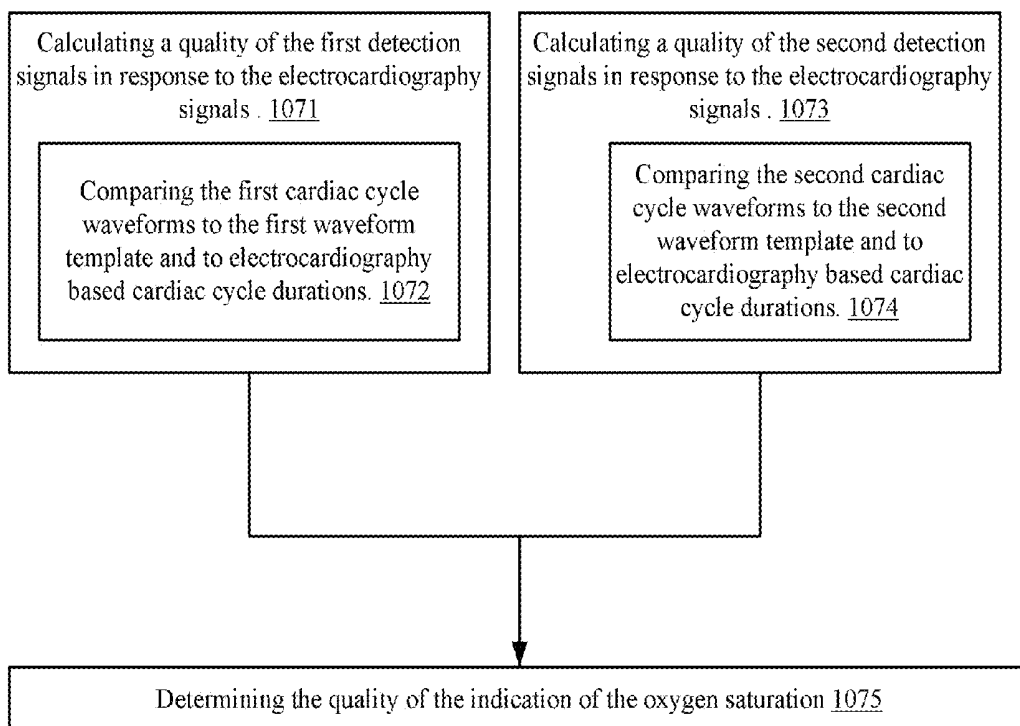 Calculating a quality of the first detection
signals in response to the electrocardiography
signals . 1071
Comparing the first cardiac cycle
waveforms to the first waveform
template and to electrocardiography
based cardiac cycle durations. 1072
Calculating a quality of the second detection
signals in response to the electrocardiography
signals . 1073
Comparing the second cardiac
cycle waveforms to the second
waveform template and to
electrocardiography based cardiac
cycle durations. 1074
Determining the quality of the indication of the oxygen saturation 1075